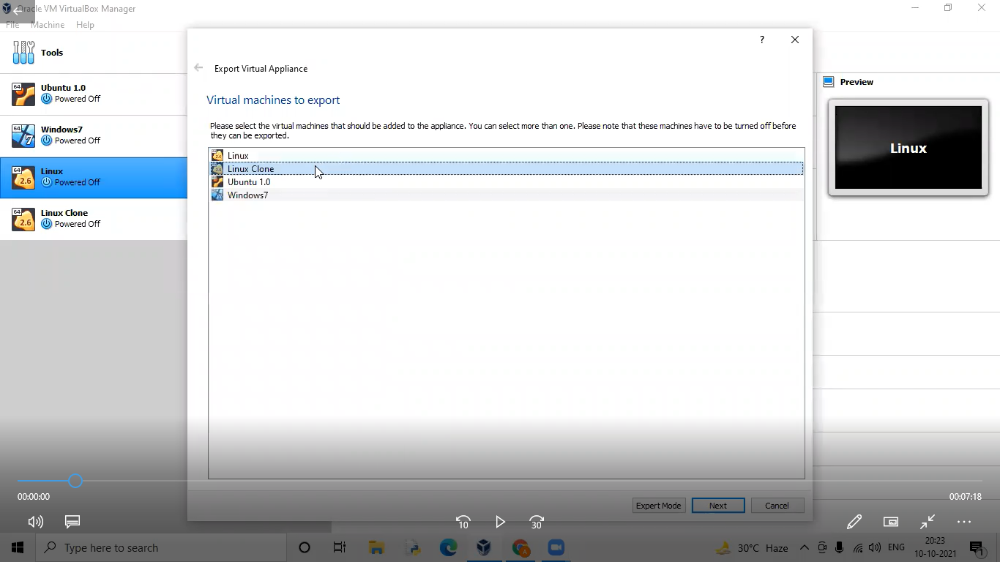 Oracle VM VirtualBox Manager
File Machine Help
Tools
64
Ubuntu 1.0
Powered Off
64
7
Windows7
Powered Off
64
2.6
Linux
Powered Off
64
2.6
Linux Clone
Powered Off
?
Export Virtual Appliance
Virtual machines to export
Please select the virtual machines that should be added to the appliance. You can select more than one. Please note that these machines have to be turned off before
they can be exported.
Linux
Linux Clone
Ubuntu 1.0
Windows7
Preview
Linux
Expert Mode Next Cancel
00:00:00
00:07:18
10
30
Type here to search
30°C Haze
ENG
20:23
10-10-2021
1